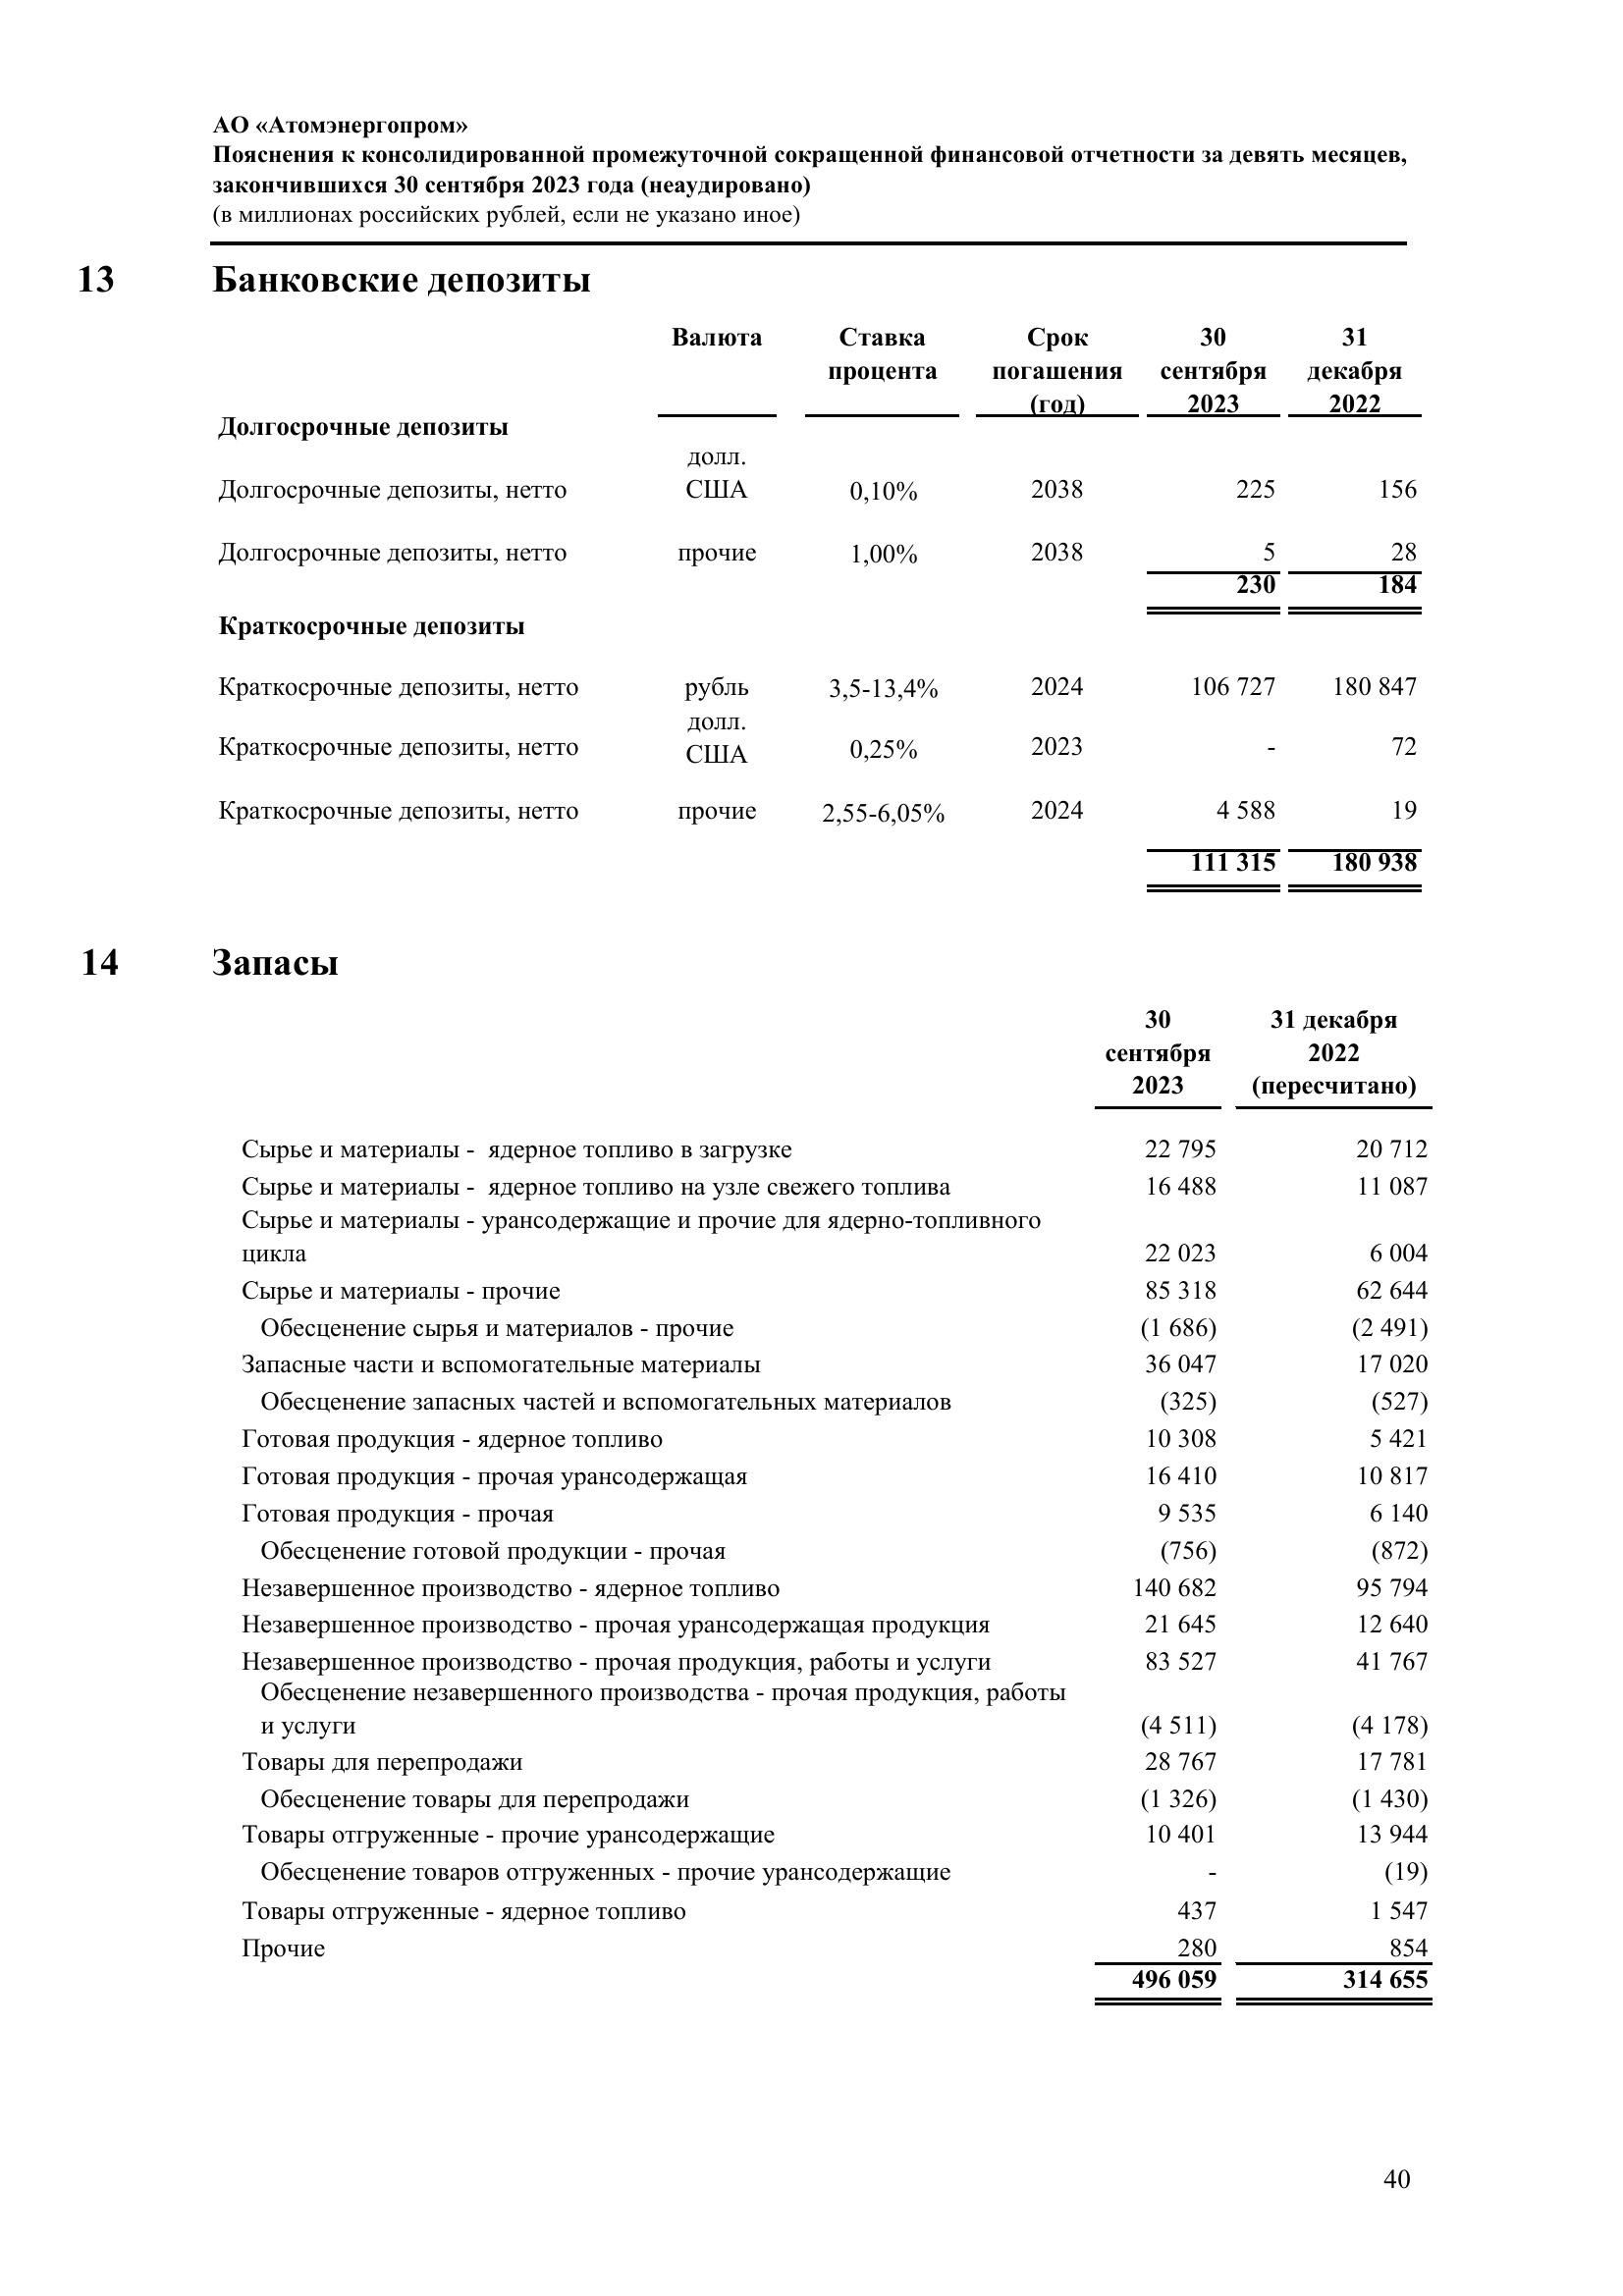 АО «Атомэнергопром»
Пояснения к консолидированной промежуточной сокращенной финансовой отчетности за девять месяцев,
закончившихся 30 сентября 2023 года (неаудировано)
(в миллионах российских рублей, если не указано иное)
13 Банковские депозиты
Валюта Ставка Срок 30 31
процента погашения сентября декабря
(год) 2023 2022
Долгосрочные депозиты
долл.
Долгосрочные депозиты, нетто США 0,10% 2038 225 156
Долгосрочные депозиты, нетто прочие 1,00% 2038 5 28
230 184
Краткосрочные депозиты
Краткосрочные депозиты, нетто рубль 3,5-13,4% 2024 106 727 180 847
долл.
Краткосрочные депозиты, нетто США 0,25% 2023 - 72
Краткосрочные депозиты, нетто прочие 2,55-6,05% 2024 4 588 19
111 315 180 938
14 Запасы
30 31 декабря
сентября 2022
2023 (пересчитано)
Сырье и материалы - ядерное топливо в загрузке 22 795 20 712
Сырье и материалы - ядерное топливо на узле свежего топлива 16 488 11 087
Сырье и материалы - урансодержащие и прочие для ядерно-топливного
цикла 22 023 6 004
Сырье и материалы - прочие 85 318 62 644
Обесценение сырья и материалов - прочие (1 686) (2 491)
Запасные части и вспомогательные материалы 36 047 17 020
Обесценение запасных частей и вспомогательных материалов (325) (527)
Готовая продукция - ядерное топливо 10 308 5 421
Готовая продукция - прочая урансодержащая 16 410 10 817
Готовая продукция - прочая 9 535 6 140
Обесценение готовой продукции - прочая (756) (872)
Незавершенное производство - ядерное топливо 140 682 95 794
Незавершенное производство - прочая урансодержащая продукция 21 645 12 640
Незавершенное производство - прочая продукция, работы и услуги 83 527 41 767
Обесценение незавершенного производства - прочая продукция, работы
и услуги (4 511) (4 178)
Товары для перепродажи 28 767 17 781
Обесценение товары для перепродажи (1 326) (1 430)
Товары отгруженные - прочие урансодержащие 10 401 13 944
Обесценение товаров отгруженных - прочие урансодержащие - (19)
Товары отгруженные - ядерное топливо 437 1 547
Прочие 280 854
496 059 314 655
40